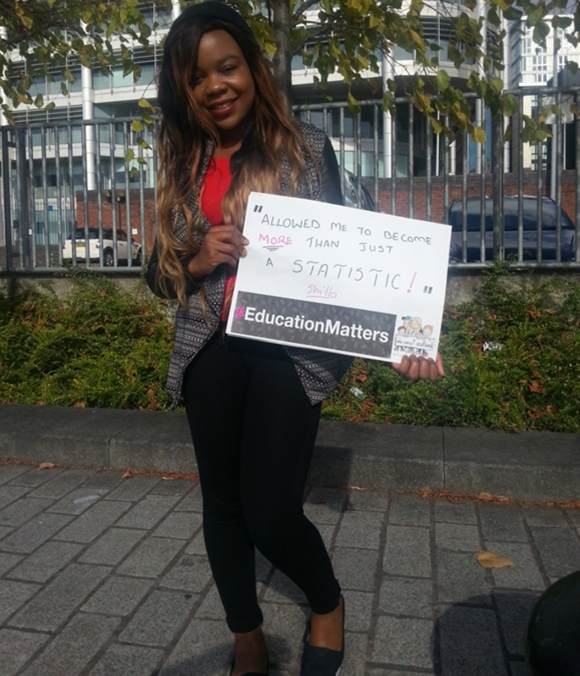 "ALLOWED ME TO BECOME
MORE THAN JUST
A STATISTIC! "
#EducationMatters